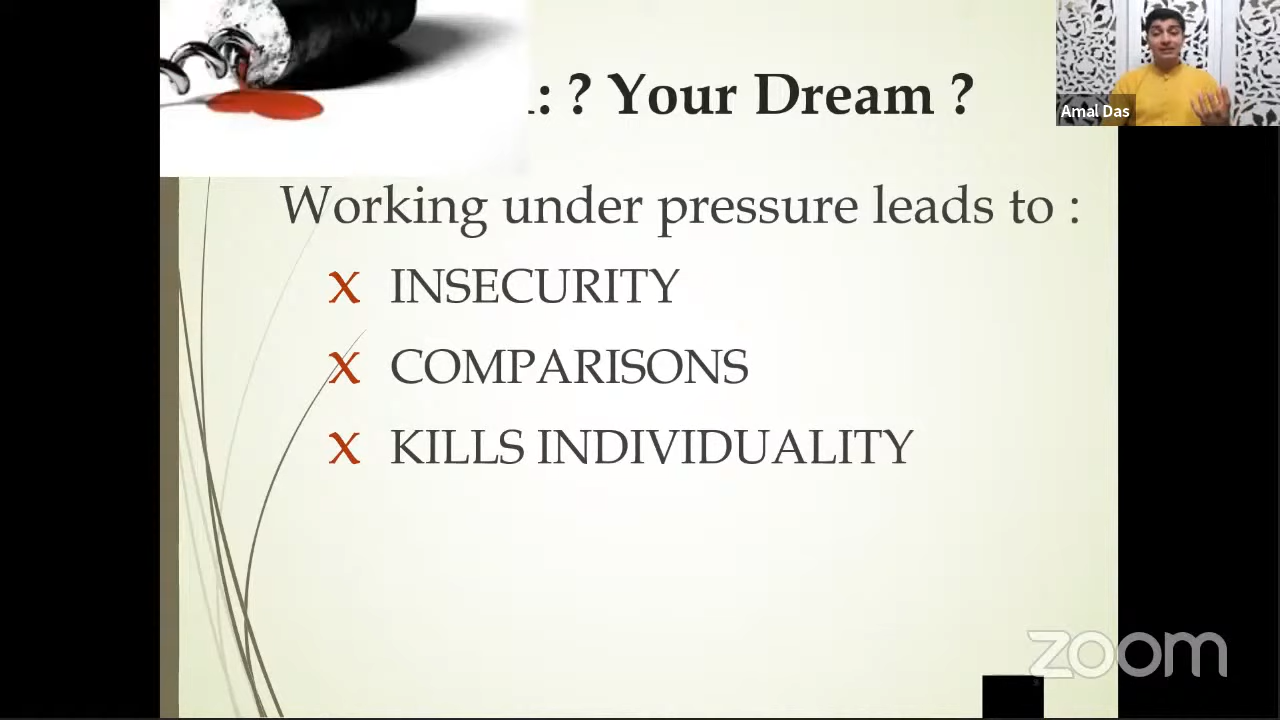 : ? Your Dream ?
Amal Das
Working under pressure leads to :
X INSECURITY
X COMPARISONS
X KILLS INDIVIDUALITY
zoom